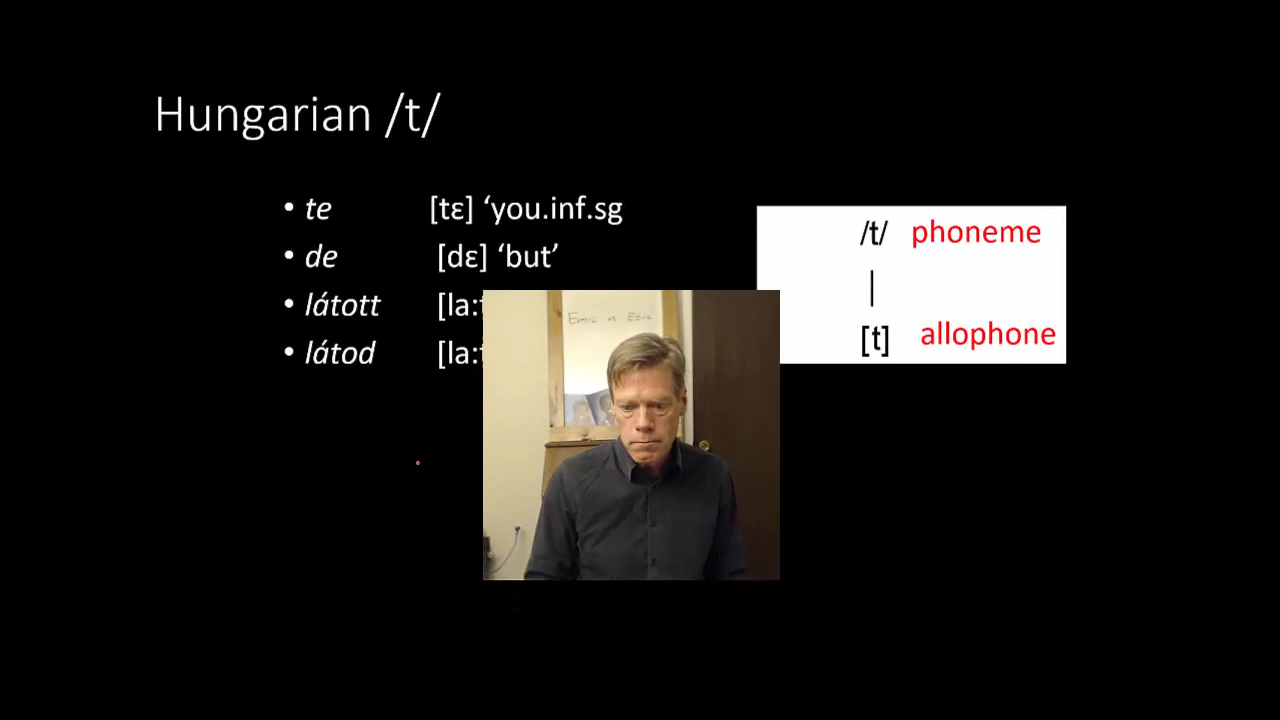 Hungarian /t/
• te [tɛ] ‘you.inf.sg
• de [dɛ] ‘but’
• látott [la:
• látod [la:
/t/ phoneme
|
[t] allophone